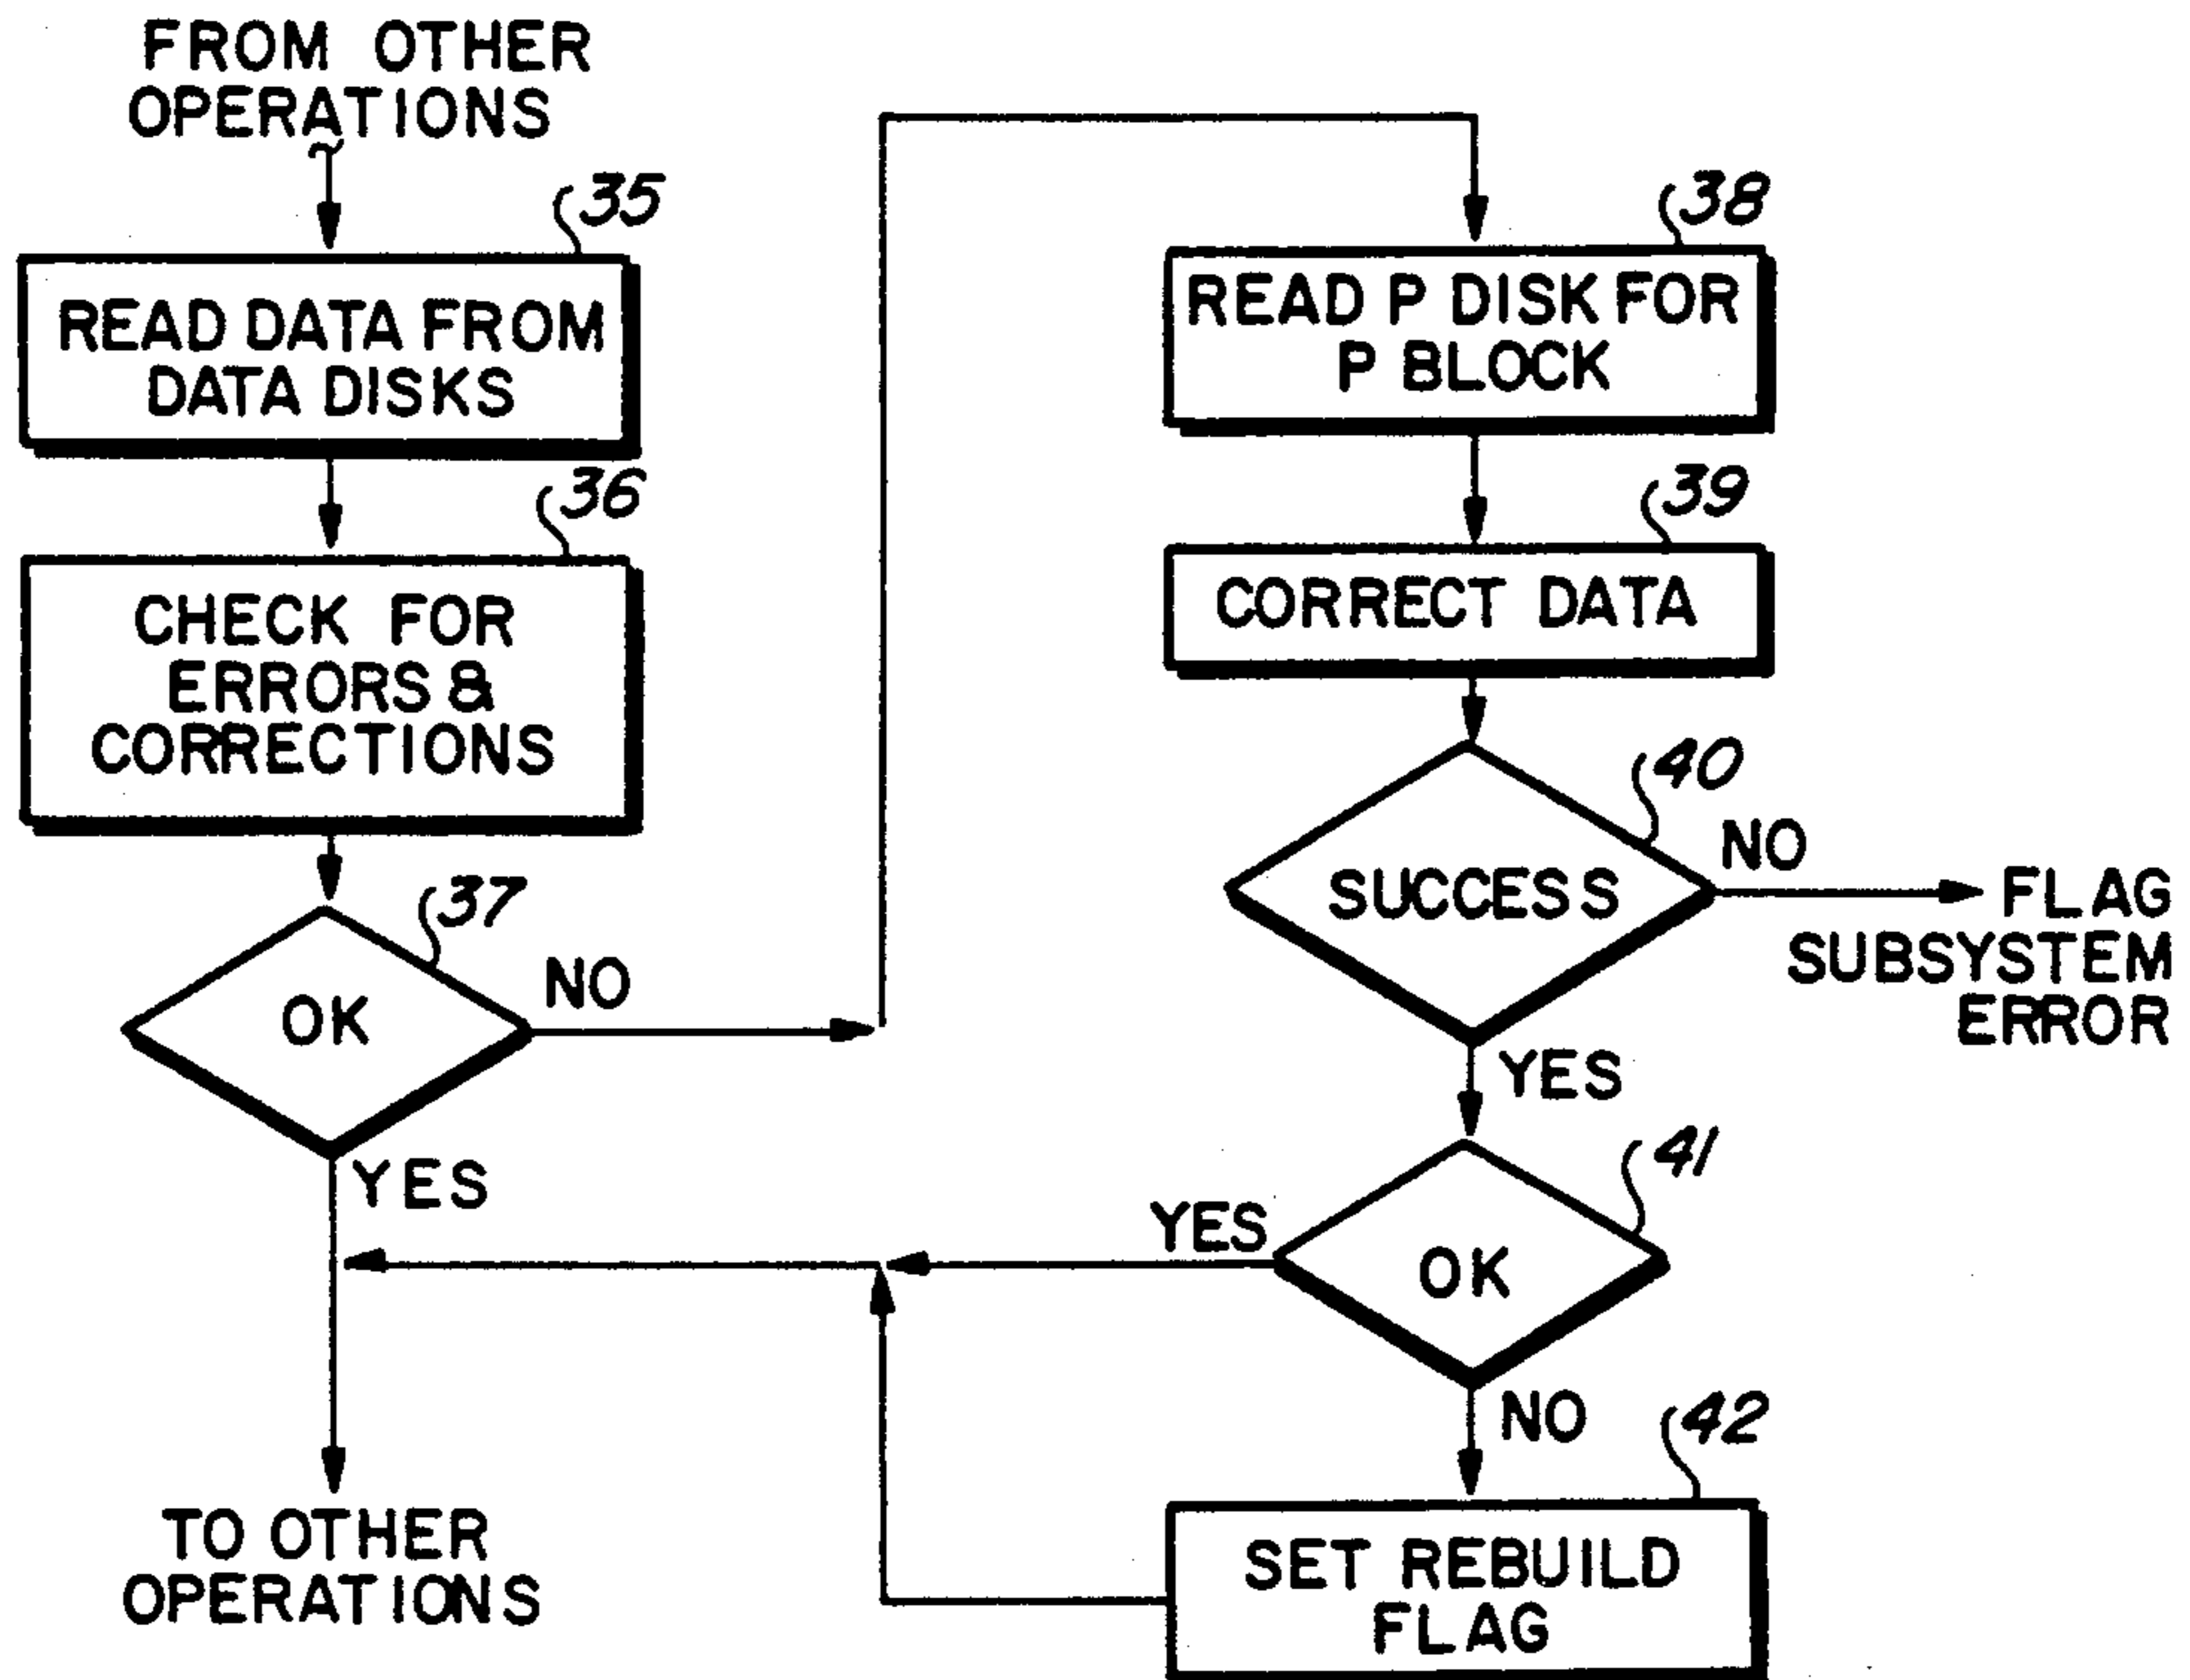 FROM OTHER
OPERATIONS
35
READ DATA FROM
DATA DISKS
36
CHECK FOR
ERRORS &
CORRECTIONS
37
OK
NO
YES
TO OTHER
OPERATIONS
38
READ P DISK FOR
P BLOCK
39
CORRECT DATA
40
SUCCESS
NO
FLAG
SUBSYSTEM
ERROR
YES
41
OK
YES
NO
42
SET REBUILD
FLAG